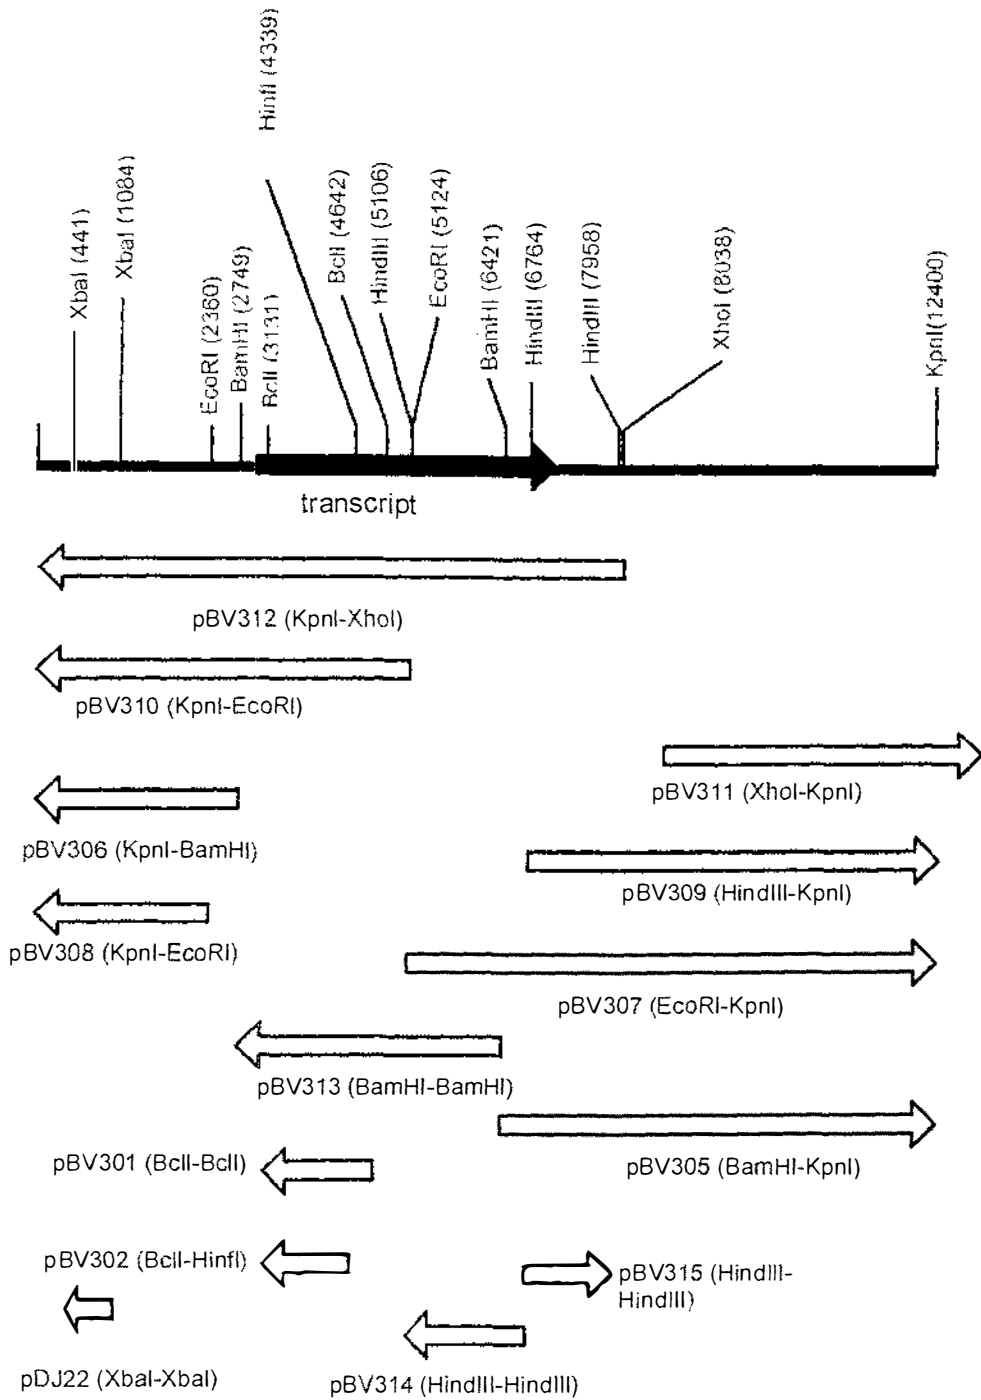 XbaI (441)
XbaI (1084)
EcoRI (2360)
BamHI (2749)
BclI (3131)
HinfI (4339)
BclI (4642)
HindIII (5106)
EcoRI (5124)
BamHI (6421)
HindIII (6764)
HindIII (7958)
XhoI (8038)
KpnI(12400)
transcript
pBV312 (KpnI-XhoI)
pBV310 (KpnI-EcoRI)
pBV311 (XhoI-KpnI)
pBV306 (KpnI-BamHI)
pBV309 (HindIII-KpnI)
pBV308 (KpnI-EcoRI)
pBV307 (EcoRI-KpnI)
pBV313 (BamHI-BamHI)
pBV301 (BclI-BclI)
pBV305 (BamHI-KpnI)
pBV302 (BclI-HinfI)
pBV315 (HindIII-
HindIII)
pDJ22 (XbaI-XbaI)
pBV314 (HindIII-HindIII)